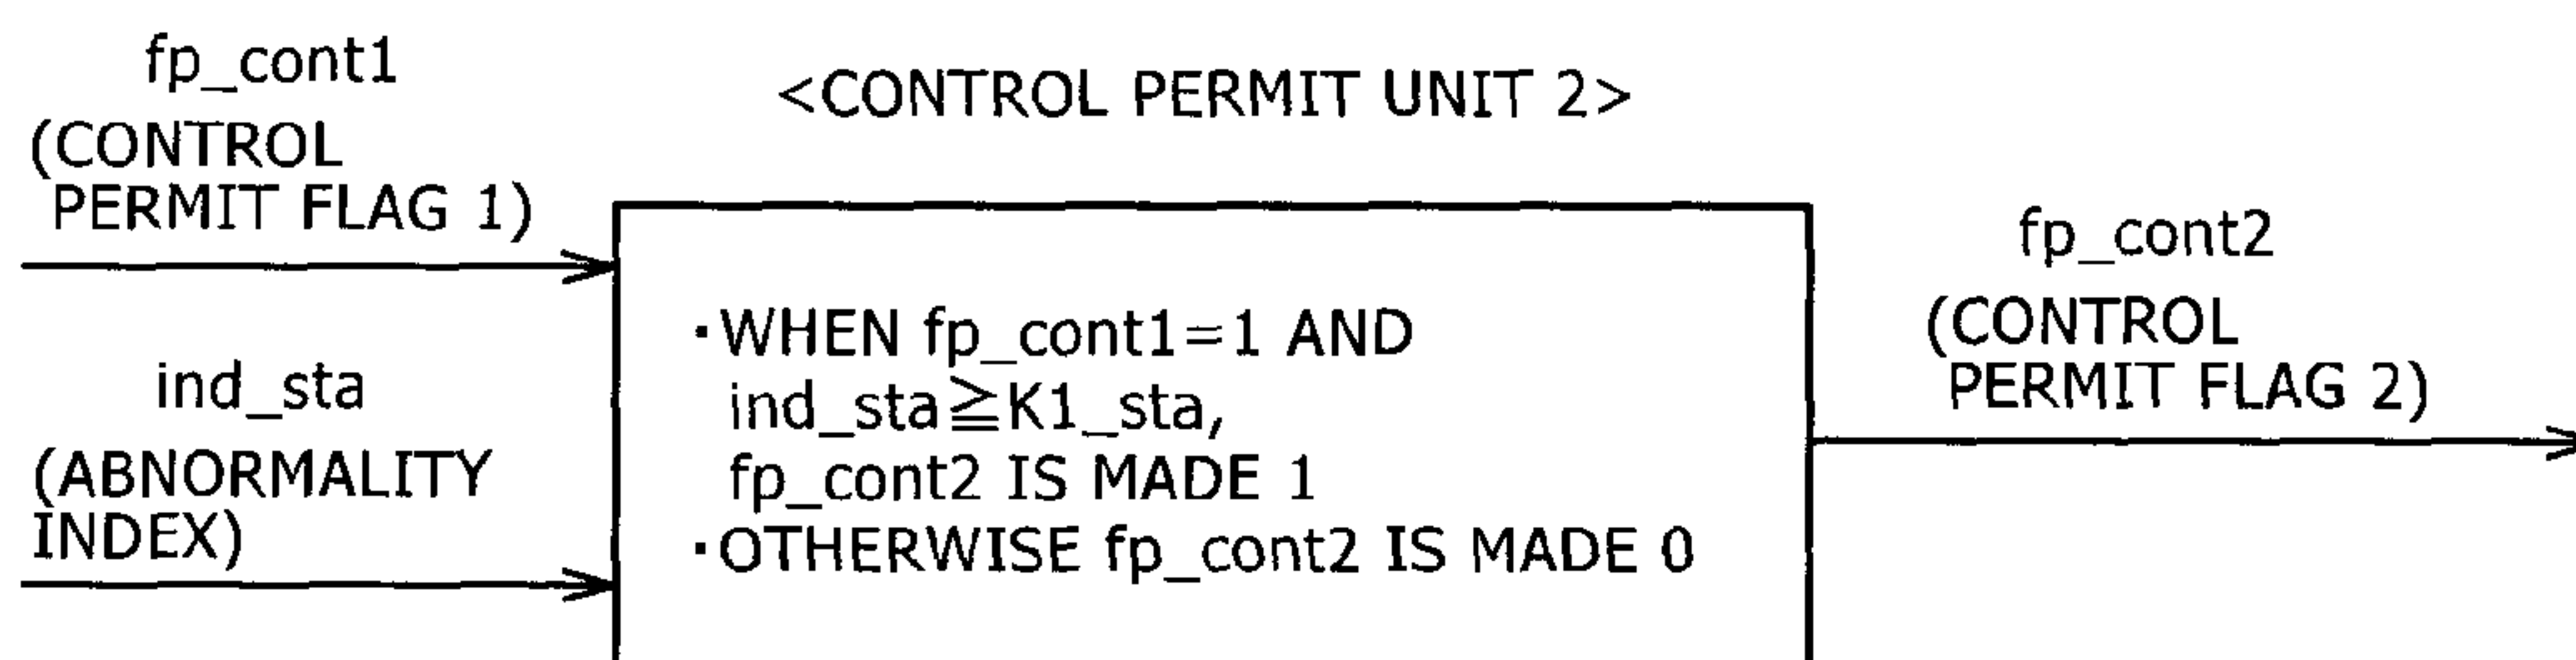 fp_cont1
(CONTROL
PERMIT FLAG 1)
<CONTROL PERMIT UNIT 2>
ind_sta
(ABNORMALITY
INDEX)
·WHEN fp_cont1=1 AND
ind_sta≧K1_sta,
fp_cont2 IS MADE 1
·OTHERWISE fp_cont2 IS MADE 0
fp_cont2
(CONTROL
PERMIT FLAG 2)